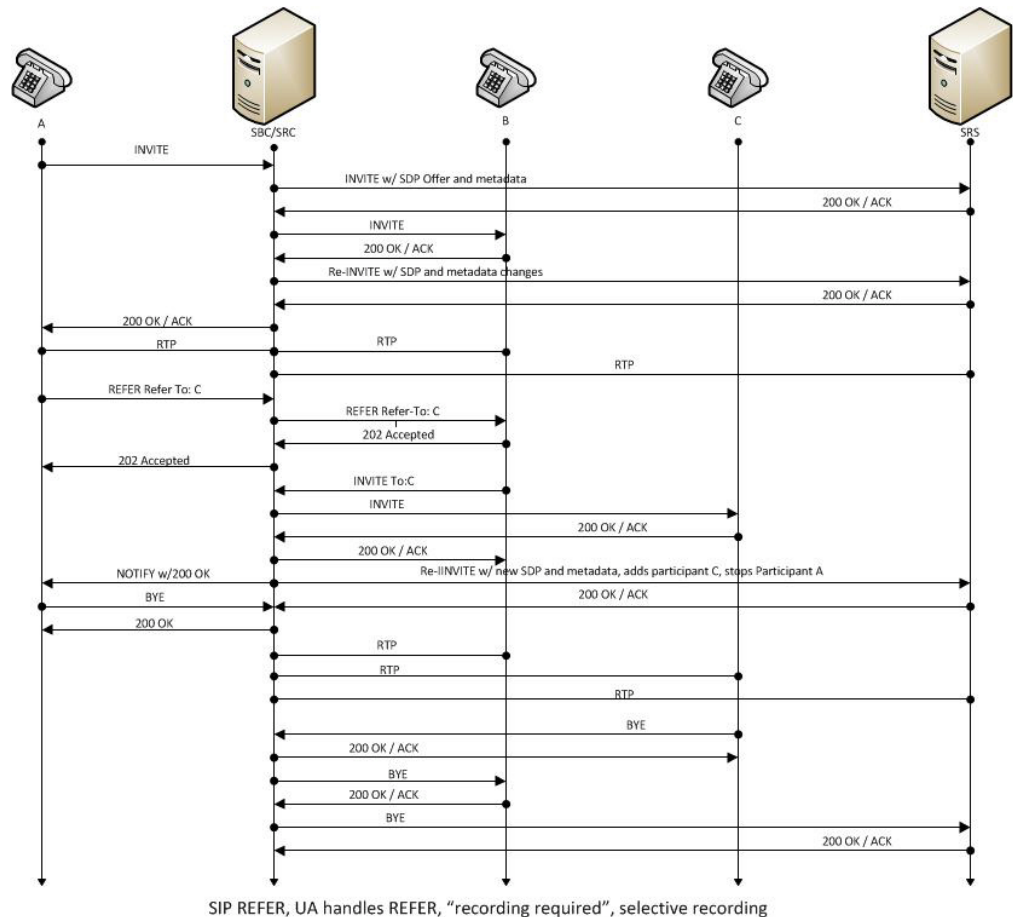 A
SBC/SRC
B
C
SRS
INVITE
INVITE w/ SDP Offer and metadata
200 OK / ACK
INVITE
200 OK / ACK
Re-INVITE w/ SDP and metadata changes
200 OK / ACK
200 OK / ACK
RTP
RTP
RTP
REFER Refer To: C
REFER Refer-To: C
202 Accepted
202 Accepted
INVITE To:C
INVITE
200 OK / ACK
200 OK / ACK
NOTIFY w/200 OK
Re-IINVITE w/ new SDP and metadata, adds participant C, stops Participant A
BYE
200 OK / ACK
200 OK
RTP
RTP
RTP
BYE
200 OK / ACK
BYE
200 OK / ACK
BYE
200 OK / ACK
SIP REFER, UA handles REFER, “recording required”, selective recording